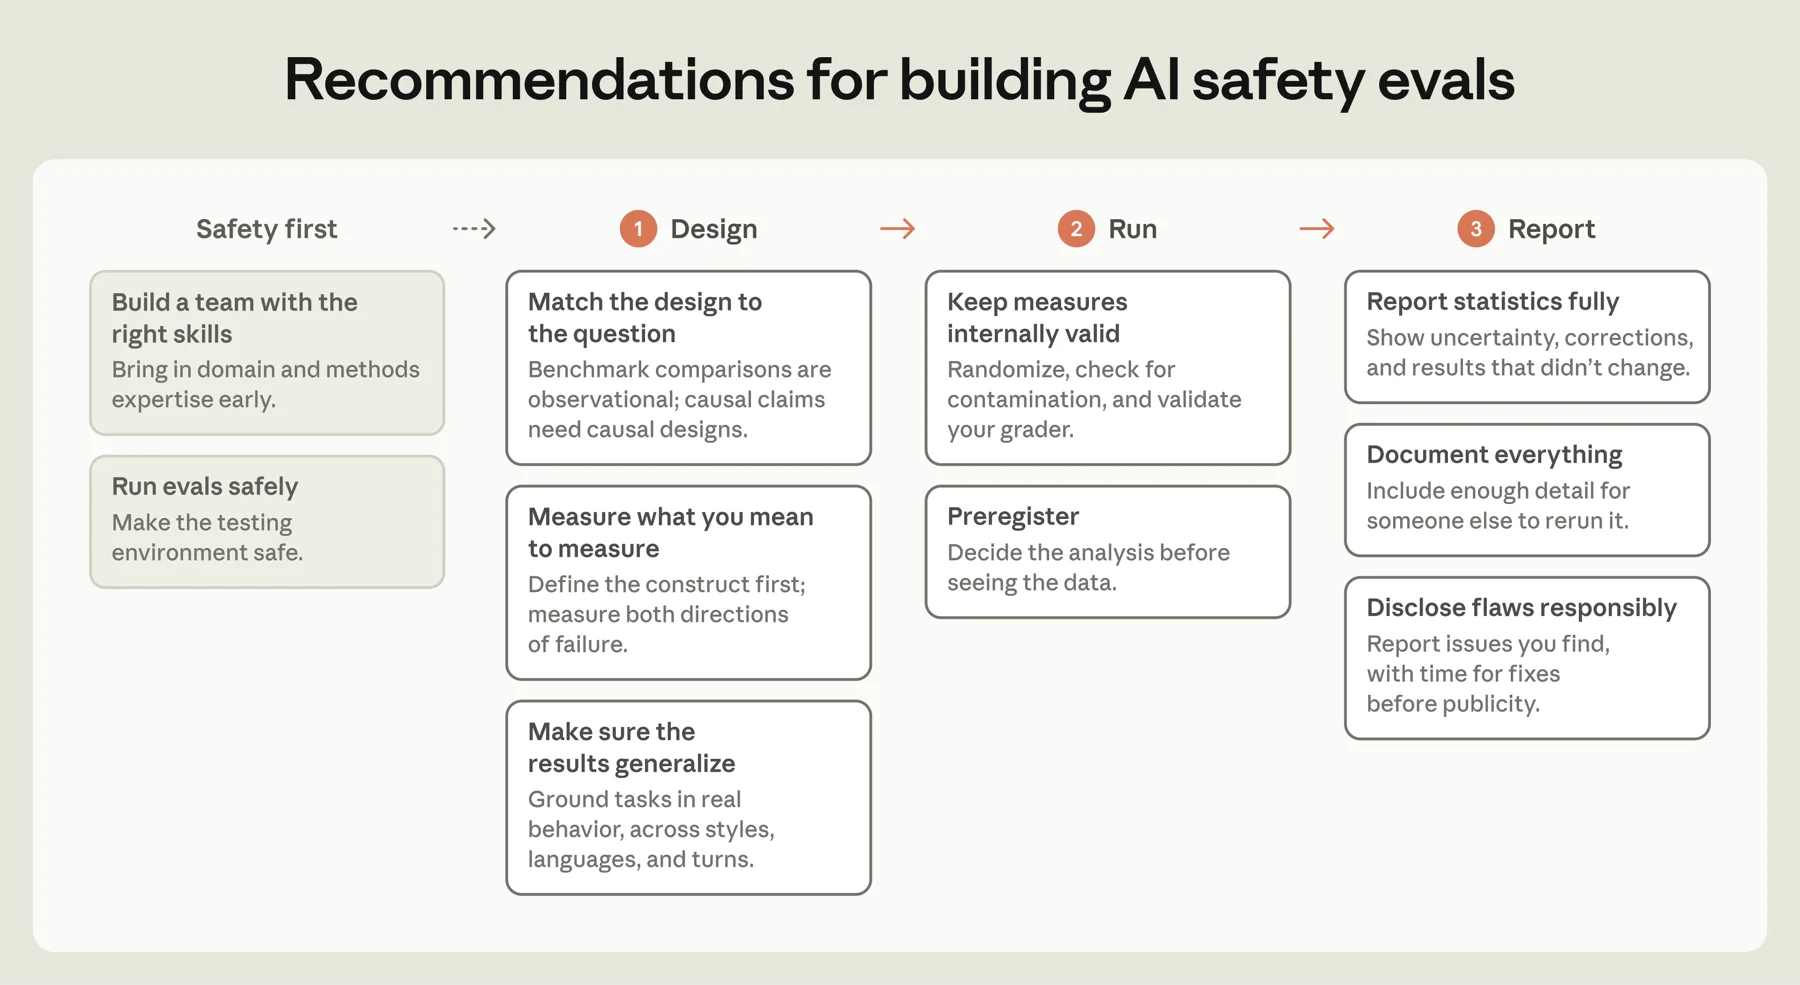 Recommendations for building AI safety evals
Safety first
Build a team with the
right skills
Bring in domain and methods
expertise early.
Run evals safely
Make the testing
environment safe.
1 Design
Match the design to
the question
Benchmark comparisons are
observational; causal claims
need causal designs.
Measure what you mean
to measure
Define the construct first;
measure both directions
of failure.
Make sure the
results generalize
Ground tasks in real
behavior, across styles,
languages, and turns.
2 Run
Keep measures
internally valid
Randomize, check for
contamination, and validate
your grader.
Preregister
Decide the analysis before
seeing the data.
3 Report
Report statistics fully
Show uncertainty, corrections,
and results that didn’t change.
Document everything
Include enough detail for
someone else to rerun it.
Disclose flaws responsibly
Report issues you find,
with time for fixes
before publicity.